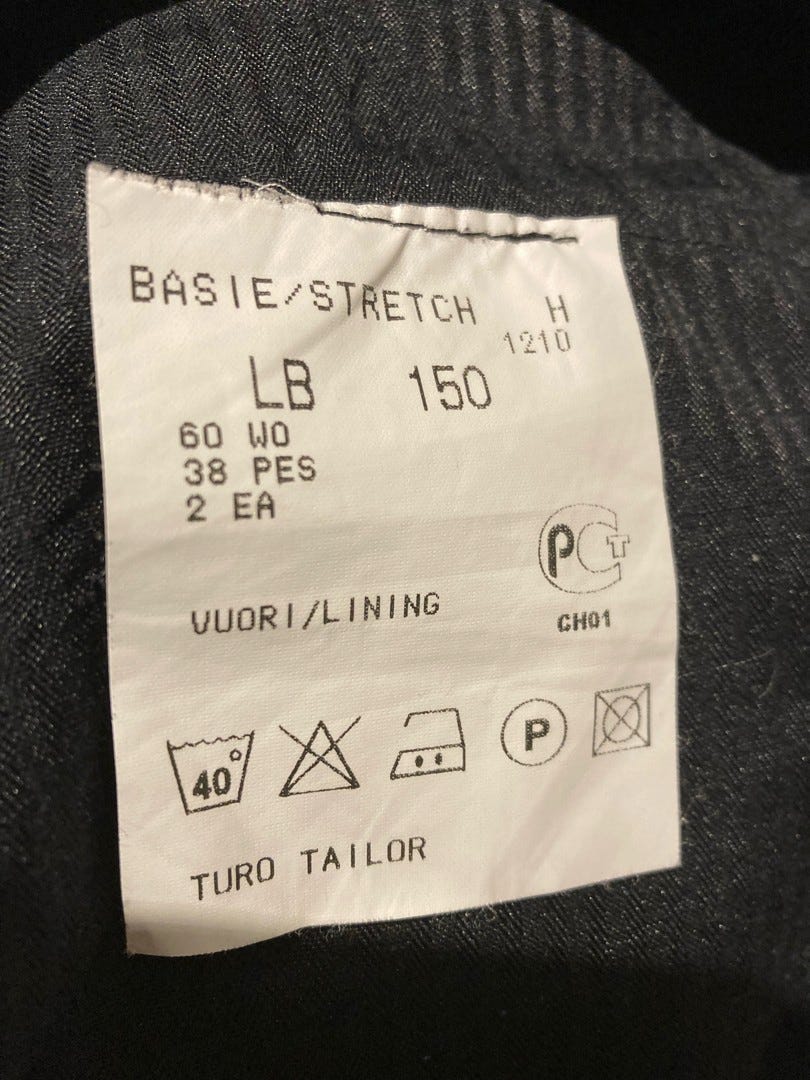 BASIE/STRETCH H
1210
LB 150
60 WO
38 PES
2 EA
PCT
CH01
VUORI/LINING
40°
P
TURO TAILOR